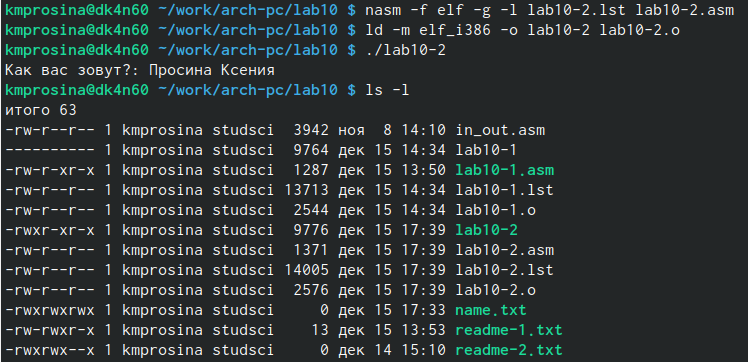 kmprosina@dk4n60 ~/work/arch-pc/lab10 $ nasm -f elf -g -l lab10-2.lst lab10-2.asm
kmprosina@dk4n60 ~/work/arch-pc/lab10 $ ld -m elf_i386 -o lab10-2 lab10-2.o
kmprosina@dk4n60 ~/work/arch-pc/lab10 $ ./lab10-2
Как вас зовут?: Просина Ксения
kmprosina@dk4n60 ~/work/arch-pc/lab10 $ ls -l
итого 63
-rw-r--r-- 1 kmprosina studsci  3942 ноя  8 14:10 in_out.asm
---------- 1 kmprosina studsci  9764 дек 15 14:34 lab10-1
-rw-r-xr-x 1 kmprosina studsci  1287 дек 15 13:50 lab10-1.asm
-rw-r--r-- 1 kmprosina studsci 13713 дек 15 14:34 lab10-1.lst
-rw-r--r-- 1 kmprosina studsci  2544 дек 15 14:34 lab10-1.o
-rwxr-xr-x 1 kmprosina studsci  9776 дек 15 17:39 lab10-2
-rw-r--r-- 1 kmprosina studsci  1371 дек 15 17:39 lab10-2.asm
-rw-r--r-- 1 kmprosina studsci 14005 дек 15 17:39 lab10-2.lst
-rw-r--r-- 1 kmprosina studsci  2576 дек 15 17:39 lab10-2.o
-rwxrwxrwx 1 kmprosina studsci     0 дек 15 17:33 name.txt
-rw-rwxr-x 1 kmprosina studsci    13 дек 15 13:53 readme-1.txt
-rwxrwx--x 1 kmprosina studsci     0 дек 14 15:10 readme-2.txt